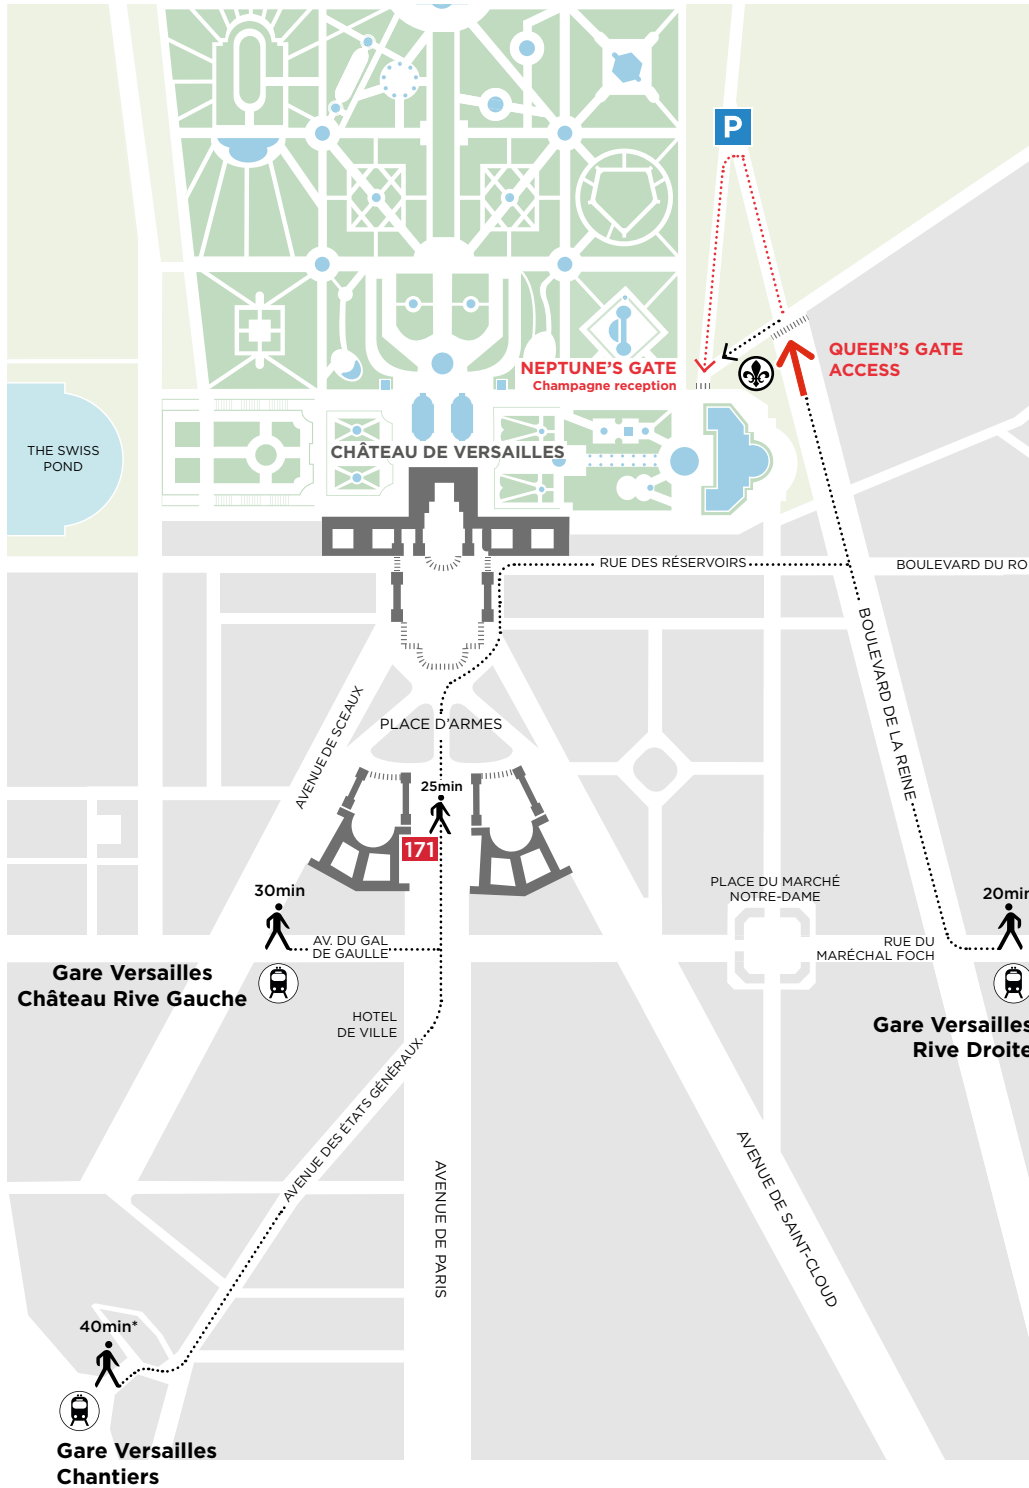 P
NEPTUNE'S GATE
Champagne reception
QUEEN'S GATE
ACCESS
THE SWISS
POND
CHÂTEAU DE VERSAILLES
RUE DES RÉSERVOIRS
BOULEVARD DU RO
BOULEVARD DE LA REINE
AVENUE DE SCEAUX
PLACE D'ARMES
25min
171
30min
AV. DU GAL
DE GAULLE
Gare Versailles
Château Rive Gauche
PLACE DU MARCHÉ
NOTRE-DAME
20min
RUE DU
MARÉCHAL FOCH
Gare Versailles
Rive Droite
HOTEL
DE VILLE
AVENUE DES ÉTATS GÉNÉRAUX
AVENUE DE PARIS
AVENUE DE SAINT-CLOUD
40min*
Gare Versailles
Chantiers